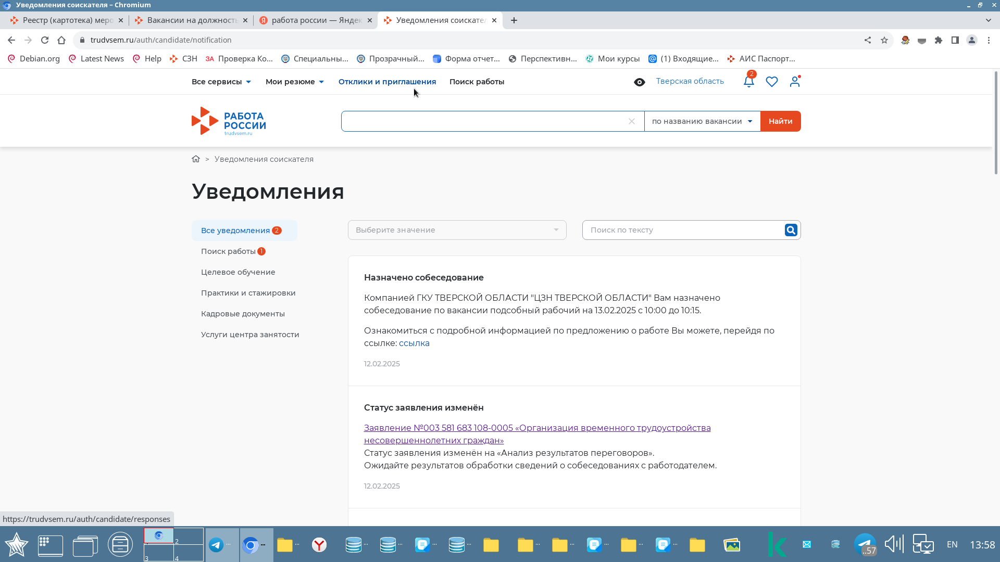 Уведомления соискателя – Chromium
Реестр (картотека) меро
Вакансии на должность
работа россии — Яндек
Уведомления соискател
trudvsem.ru/auth/candidate/notification
Debian.org
Latest News
Help
СЗН
ЗА Проверка Ко...
Специальны...
Прозрачный...
Форма отчет...
Перспективн...
Мои курсы
(1) Входящие...
АИС Паспорт...
Все сервисы
Мои резюме
Отклики и приглашения
Поиск работы
Тверская область
2
РАБОТА
РОССИИ
trudvsem.ru
по названию вакансии
Найти
> Уведомления соискателя
Уведомления
Все уведомления 2
Поиск работы 1
Целевое обучение
Практики и стажировки
Кадровые документы
Услуги центра занятости
Выберите значение
Поиск по тексту
Назначено собеседование
Компанией ГКУ ТВЕРСКОЙ ОБЛАСТИ "ЦЗН ТВЕРСКОЙ ОБЛАСТИ" Вам назначено
собеседование по вакансии подсобный рабочий на 13.02.2025 с 10:00 до 10:15.
Ознакомиться с подробной информацией по предложению о работе Вы можете, перейдя по
ссылке: ссылка
12.02.2025
Статус заявления изменён
Заявление №003 581 683 108-0005 «Организация временного трудоустройства
несовершеннолетних граждан»
Статус заявления изменён на «Анализ результатов переговоров».
Ожидайте результатов обработки сведений о собеседованиях с работодателем.
12.02.2025
https://trudvsem.ru/auth/candidate/responses
2
3
4
..57
EN
13:58